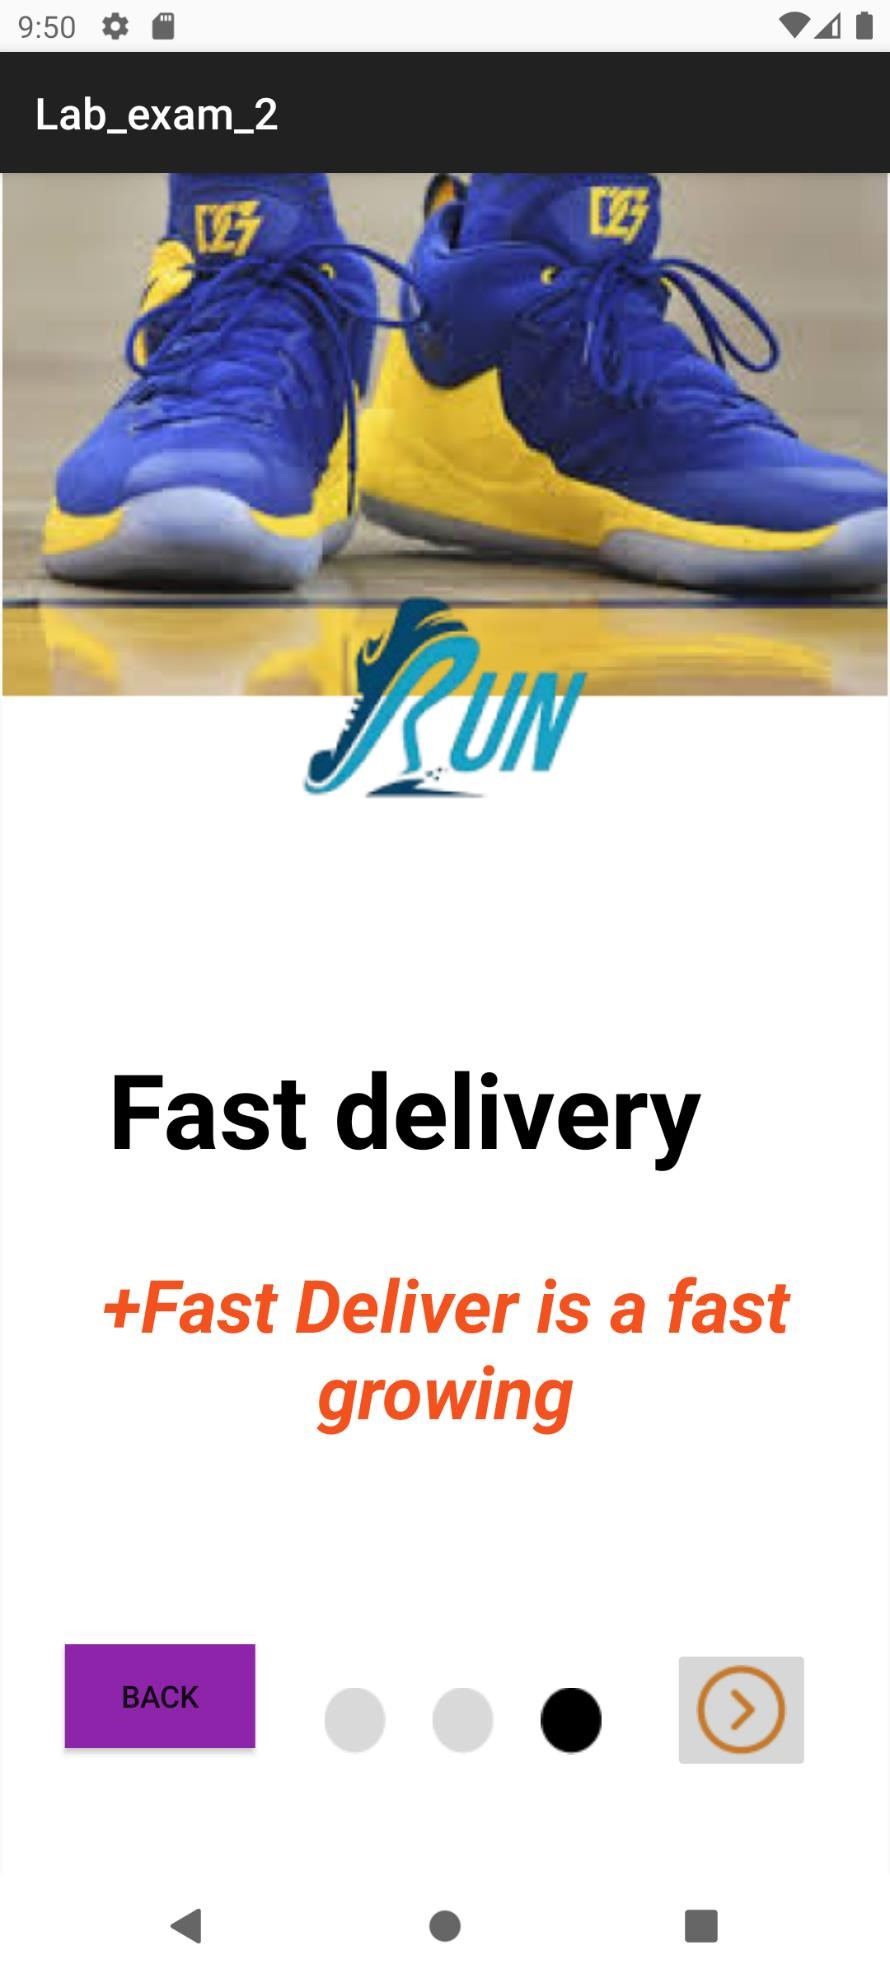 9:50
Lab_exam_2
RUN
Fast delivery
+Fast Deliver is a fast
growing
BACK